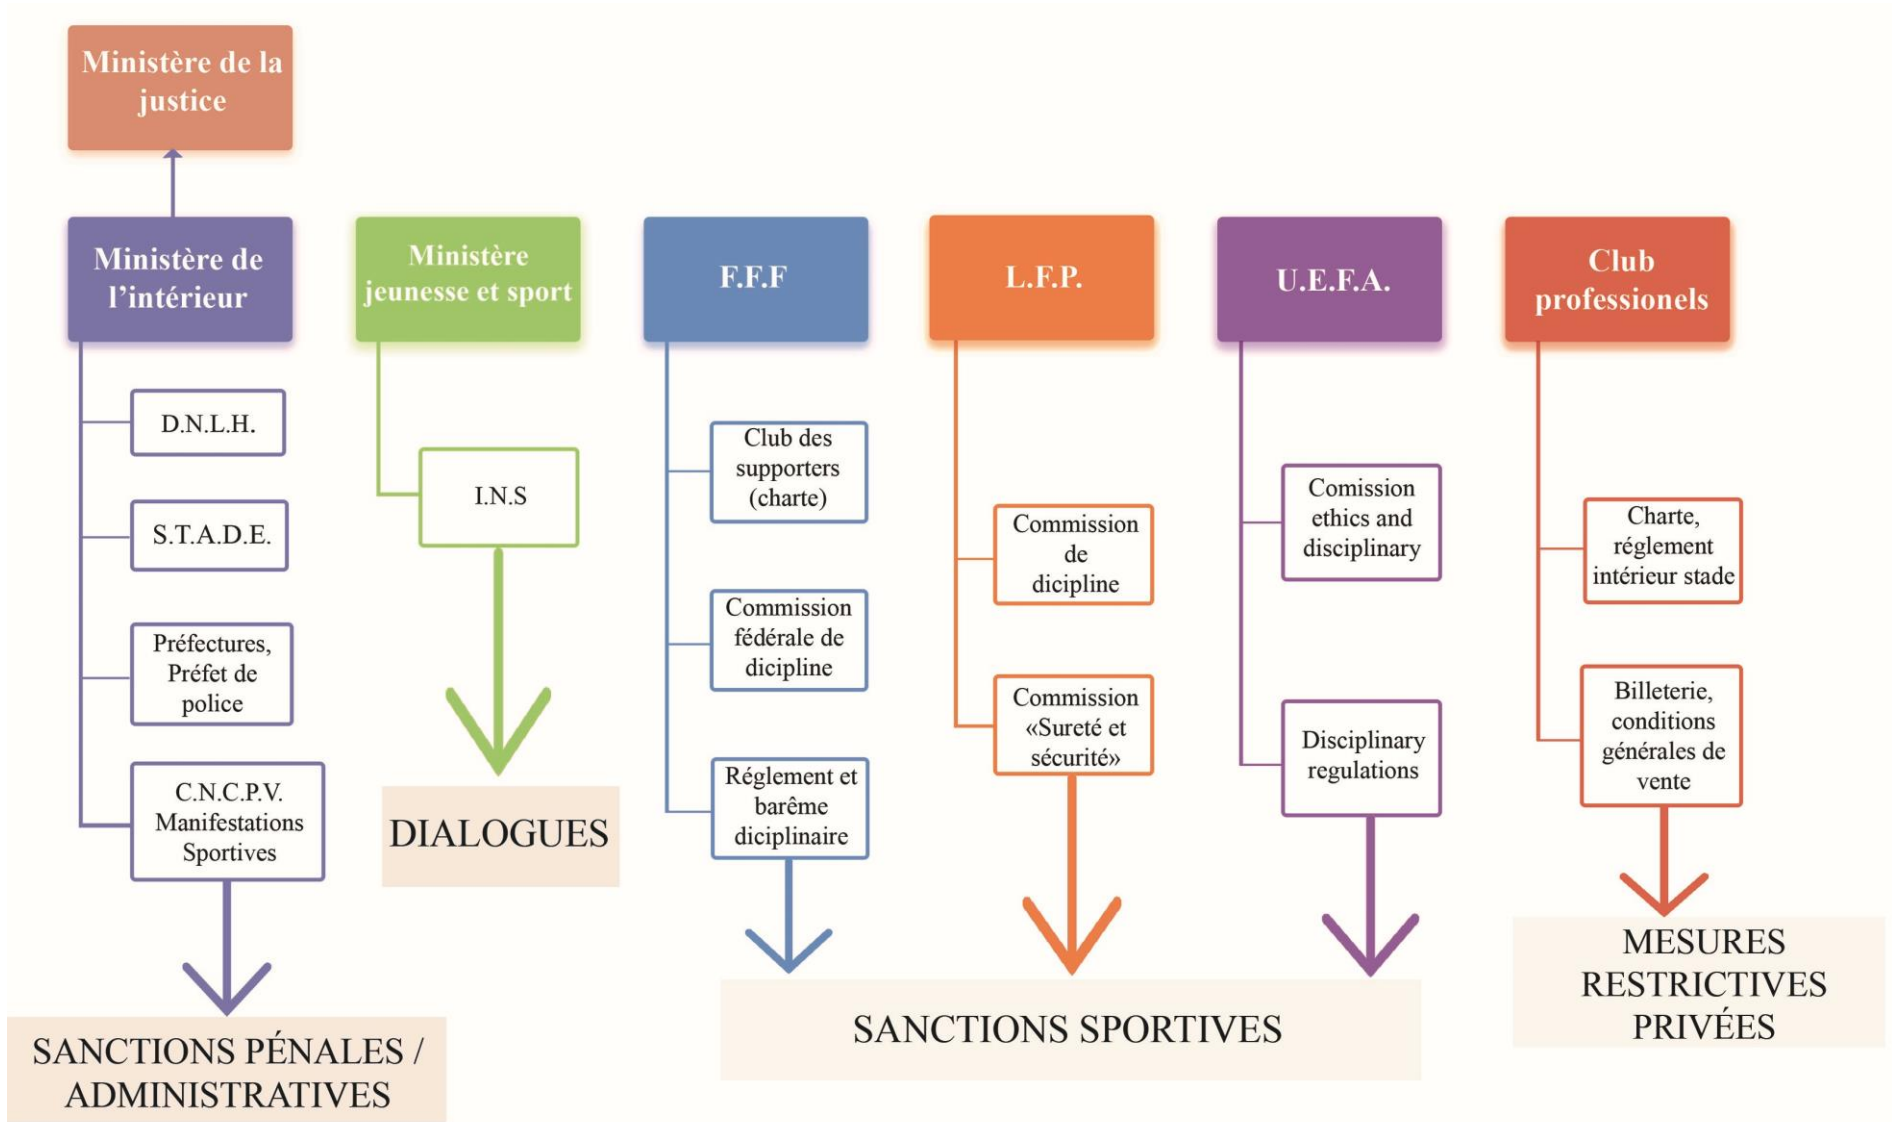 Ministère de la
justice
Ministère de
l'intérieur
Ministère
jeunesse et sport
F.F.F
L.F.P.
U.E.F.A.
Club
professionels
D.N.L.H.
S.T.A.D.E.
Préfectures,
Préfet de
police
C.N.C.P.V.
Manifestations
Sportives
SANCTIONS PÉNALES /
ADMINISTRATIVES
I.N.S
DIALOGUES
Club des
supporters
(charte)
Commission
fédérale de
dicipline
Réglement et
barême
diciplinaire
Commission
de
dicipline
Commission
«Sureté et
sécurité»
Comission
ethics and
disciplinary
Disciplinary
regulations
SANCTIONS SPORTIVES
Charte,
réglement
intérieur stade
Billeterie,
conditions
générales de
vente
MESURES
RESTRICTIVES
PRIVÉES